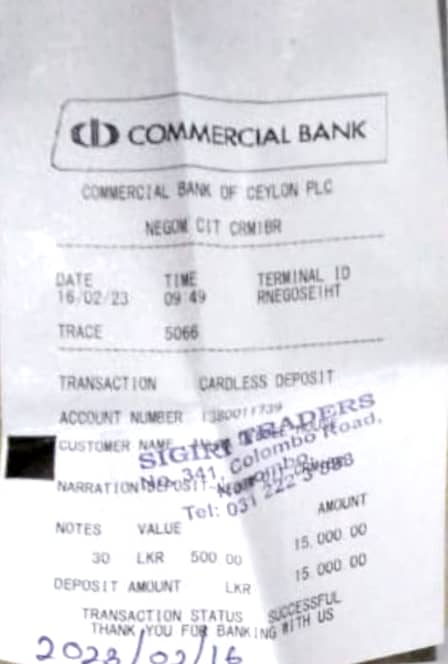 COMMERCIAL BANK
COMMERCIAL BANK OF CEYLON PLC
NEGOM CIT CRM1BR
DATE TIME TERMINAL ID
16/02/23 09 49 RNEGOSEIHT
TRACE 5066
TRANSACTION CARDLESS DEPOSIT
ACCOUNT NUMBER 1380011739
CUSTOMER NAME
SIGIRI TRADERS
No. 341, Colombo Road,
NARRATION DEPOSIT
Negombo.
Tel: 031 222
AMOUNT
NOTES VALUE
30 LKR 500 00 15,000 00
DEPOSIT AMOUNT LKR 15 000 00
TRANSACTION STATUS SUCCESSFUL
THANK YOU FOR BANKING WITH US
2023/02/16